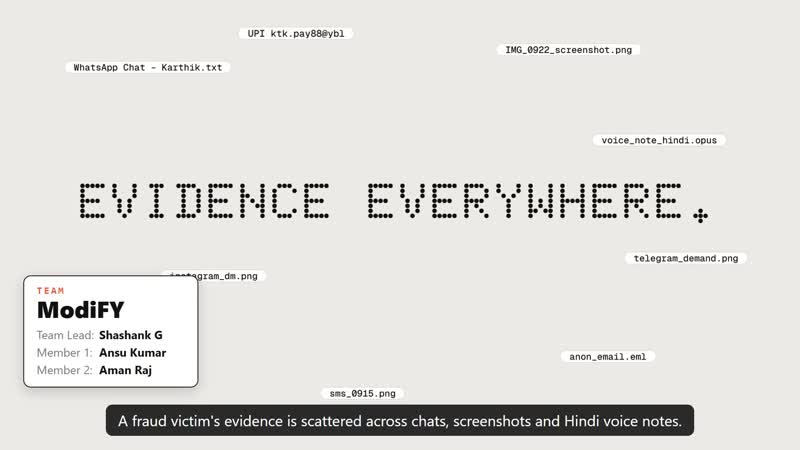 UPI ktk.pay88@ybl
IMG_0922_screenshot.png
WhatsApp Chat – Karthik.txt
voice_note_hindi.opus
EVIDENCE EVERYWHERE.
telegram_demand.png
instagram_dm.png
TEAM
ModiFY
Team Lead: Shashank G
Member 1: Ansu Kumar
Member 2: Aman Raj
anon_email.eml
sms_0915.png
A fraud victim's evidence is scattered across chats, screenshots and Hindi voice notes.